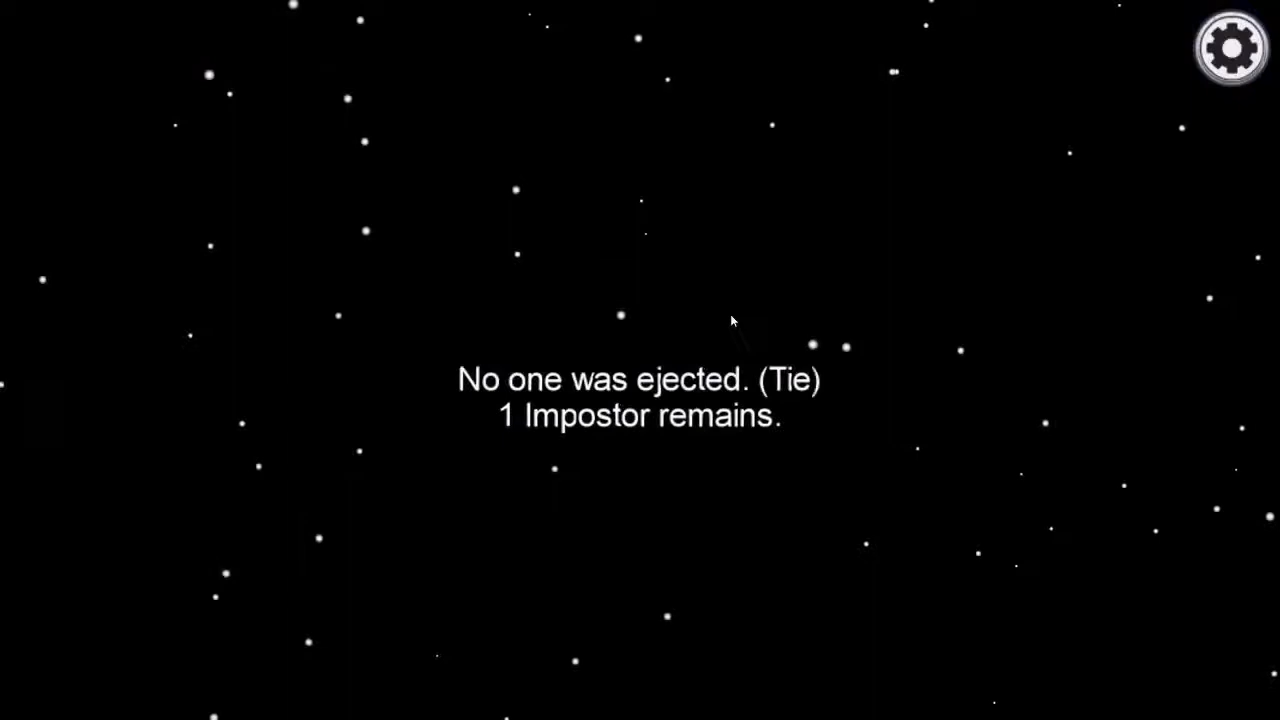 No one was ejected. (Tie)
1 Impostor remains.